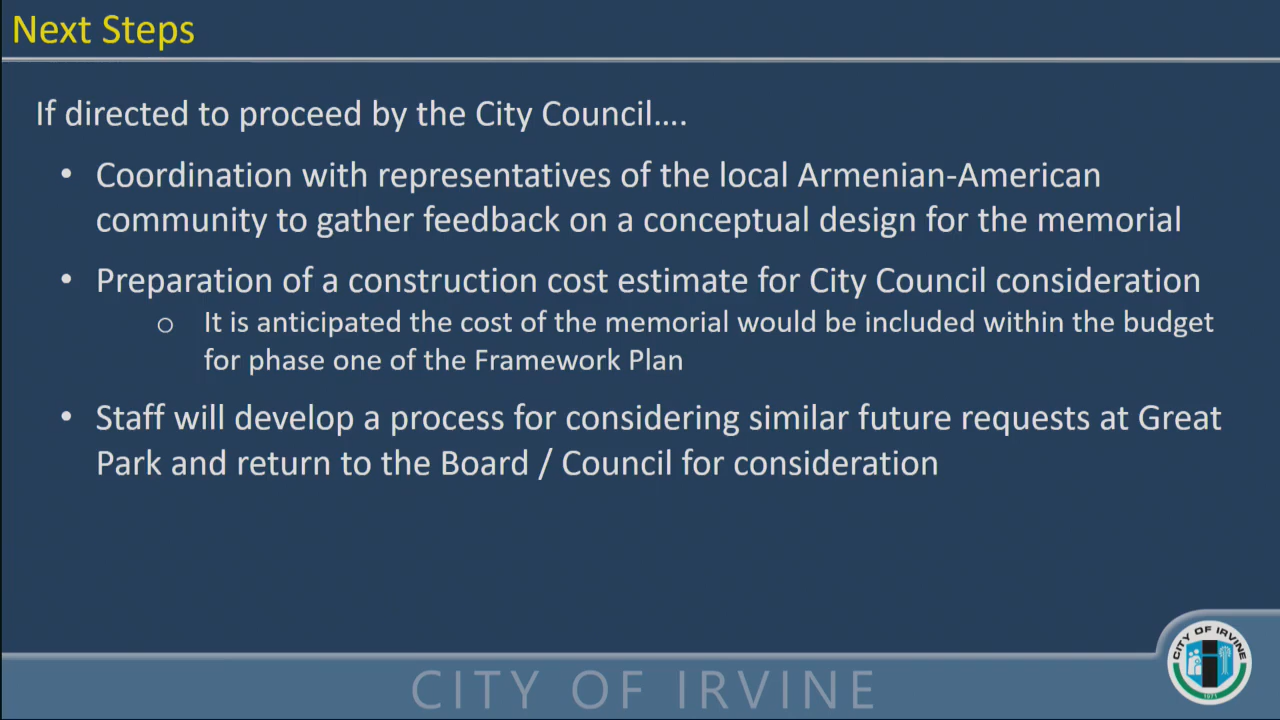 Next Steps
If directed to proceed by the City Council….
• Coordination with representatives of the local Armenian-American
community to gather feedback on a conceptual design for the memorial
• Preparation of a construction cost estimate for City Council consideration
o It is anticipated the cost of the memorial would be included within the budget
for phase one of the Framework Plan
• Staff will develop a process for considering similar future requests at Great
Park and return to the Board / Council for consideration
CITY OF IRVINE
1971
CITY OF IRVINE